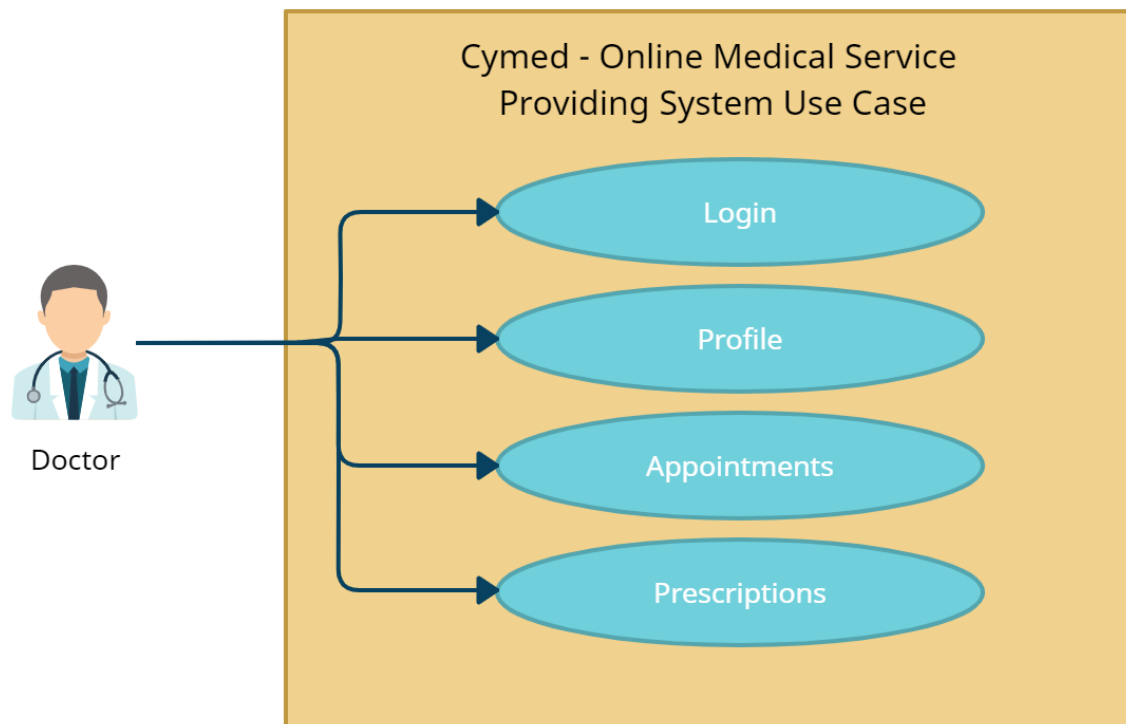 Cymed - Online Medical Service
Providing System Use Case
Login
Profile
Doctor
Appointments
Prescriptions